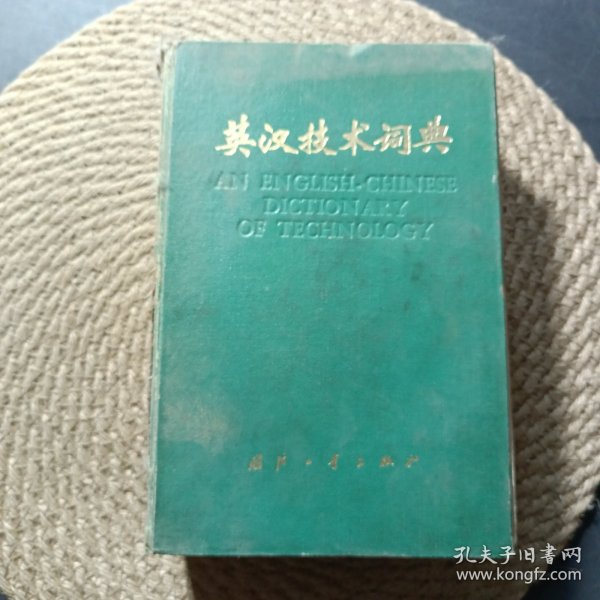 英汉技术词典
AN ENGLISH-CHINESE
DICTIONARY
OF TECHNOLOGY
国防工业出版社
孔夫子旧书网
www.kongfz.com